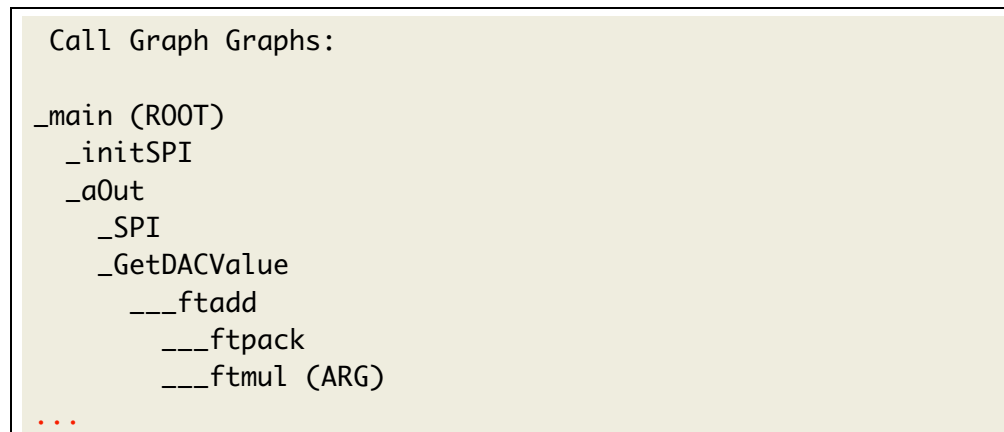 Call Graph Graphs:
_main (ROOT)
_initSPI
_aOut
_SPI
_GetDACValue
___ftadd
___ftpack
___ftmul (ARG)
...